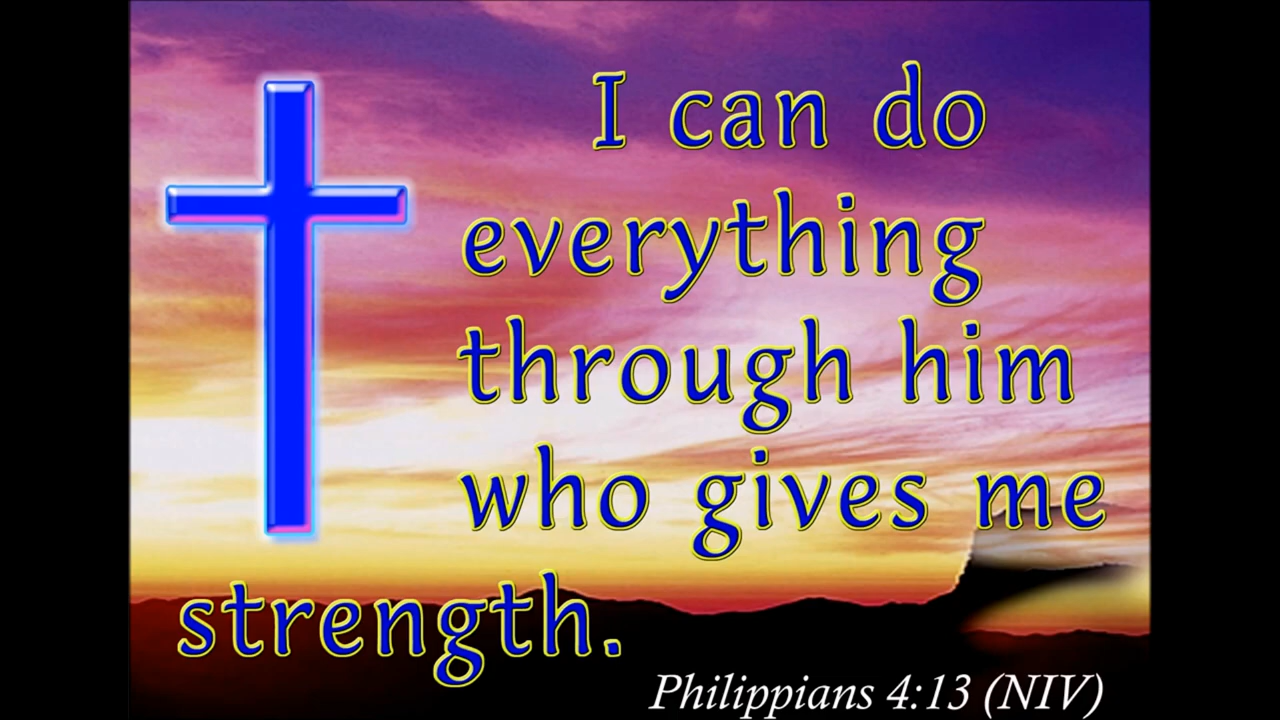 I can do
everything
through him
who gives me
strength.
Philippians 4:13 (NIV)